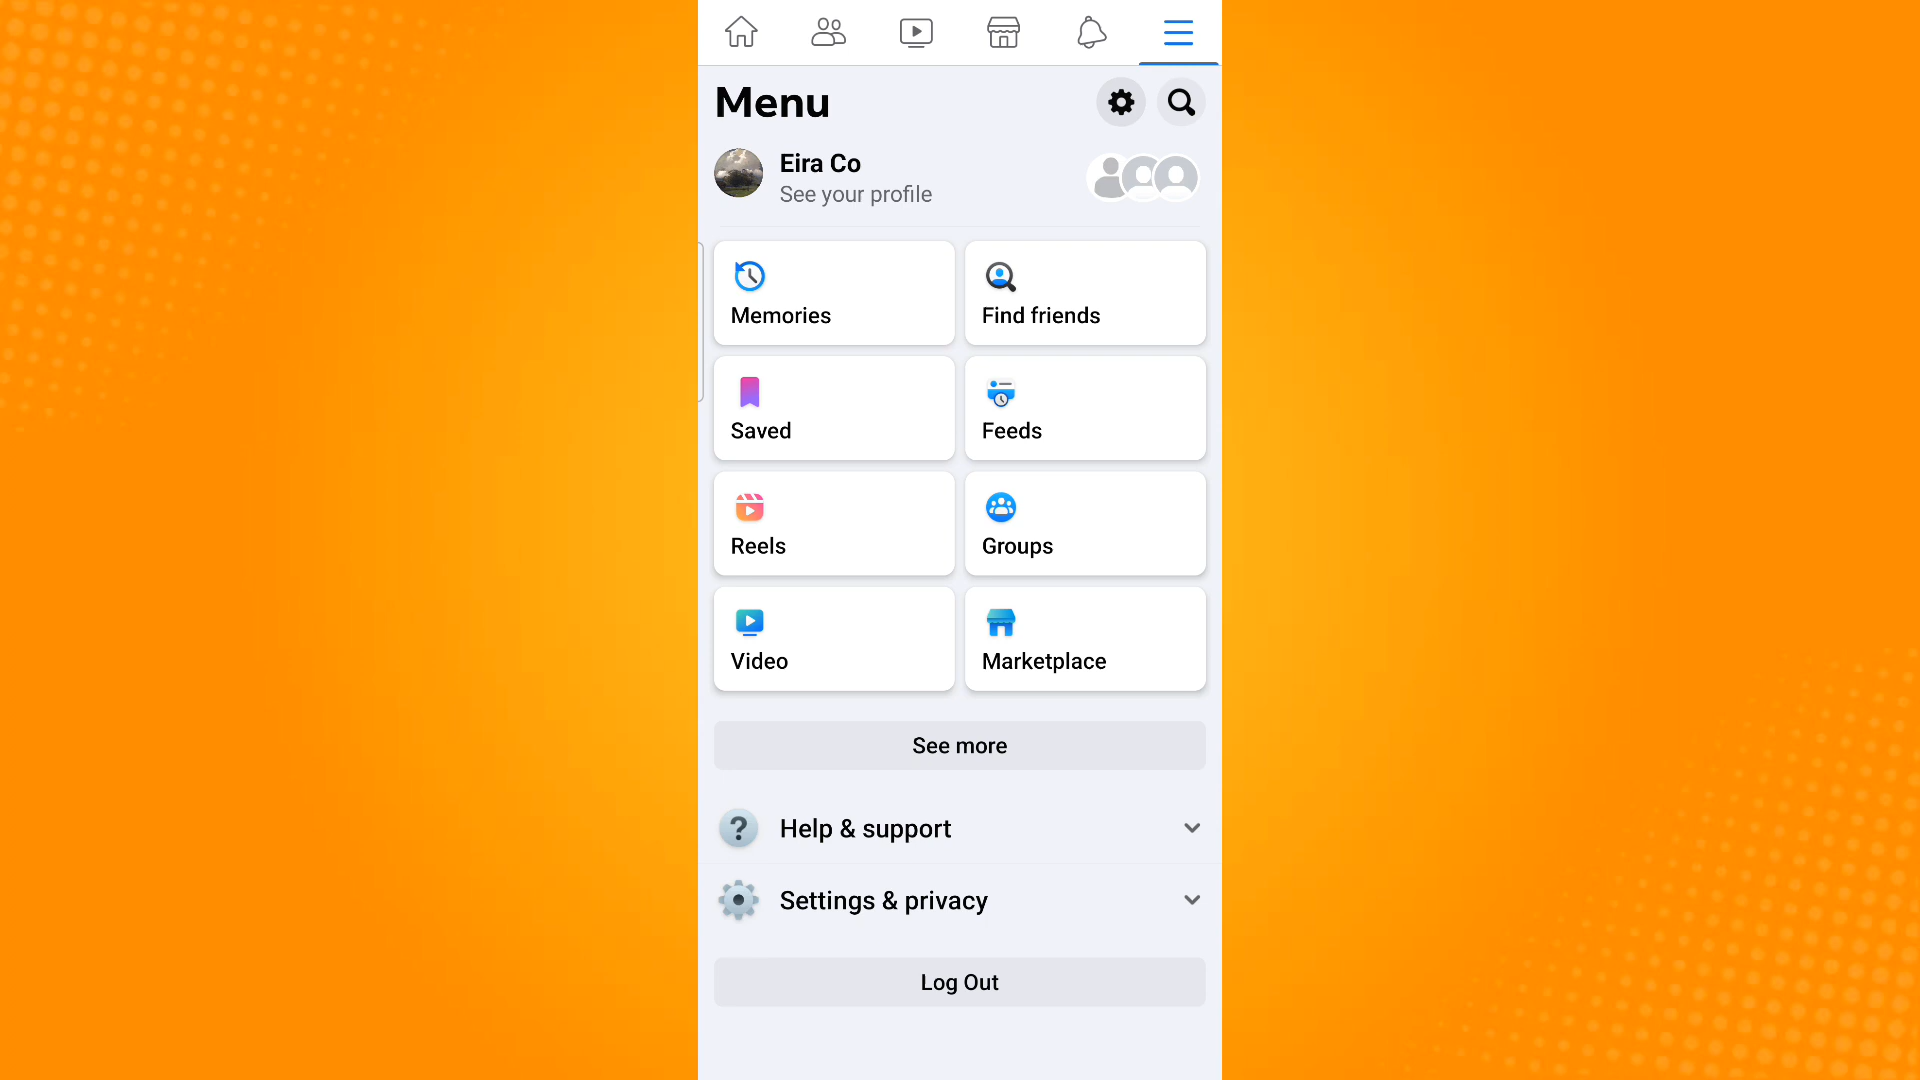 Menu
Eira Co
See your profile
Memories
Find friends
Saved
Feeds
Reels
Groups
Video
Marketplace
See more
? Help & support
Settings & privacy
Log Out